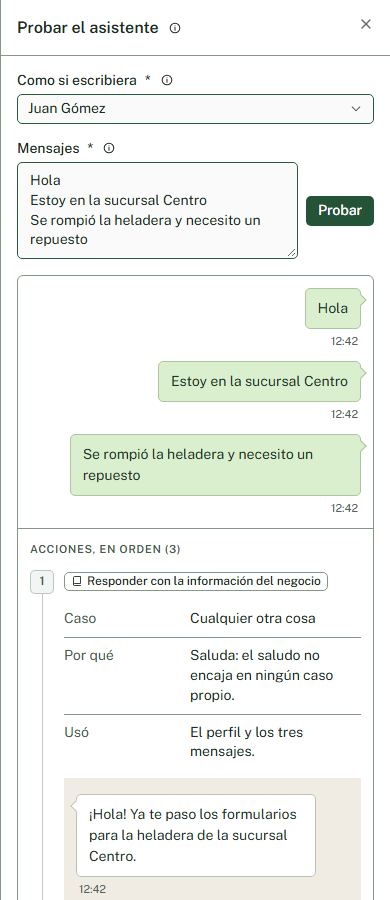 Probar el asistente
Como si escribiera *
Juan Gómez
Mensajes *
Hola
Estoy en la sucursal Centro
Se rompió la heladera y necesito un
repuesto
Probar
Hola
12:42
Estoy en la sucursal Centro
12:42
Se rompió la heladera y necesito un
repuesto
12:42
ACCIONES, EN ORDEN (3)
1
Responder con la información del negocio
Caso
Cualquier otra cosa
Por qué
Saluda: el saludo no
encaja en ningún caso
propio.
Usó
El perfil y los tres
mensajes.
¡Hola! Ya te paso los formularios
para la heladera de la sucursal
Centro.
12:42